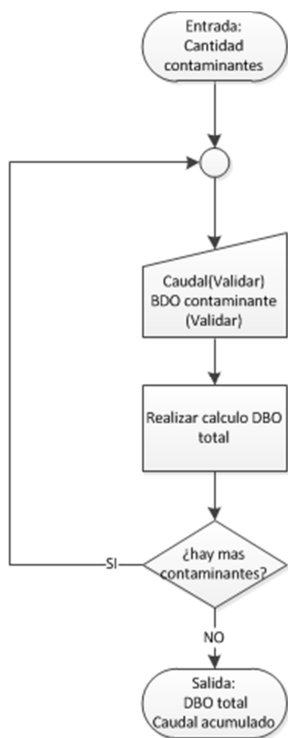 Entrada:
Cantidad
contaminantes
Caudal(Validar)
BDO contaminante
(Validar)
Realizar calculo DBO
total
¿hay mas
contaminantes?
SI
NO
Salida:
DBO total
Caudal acumulado